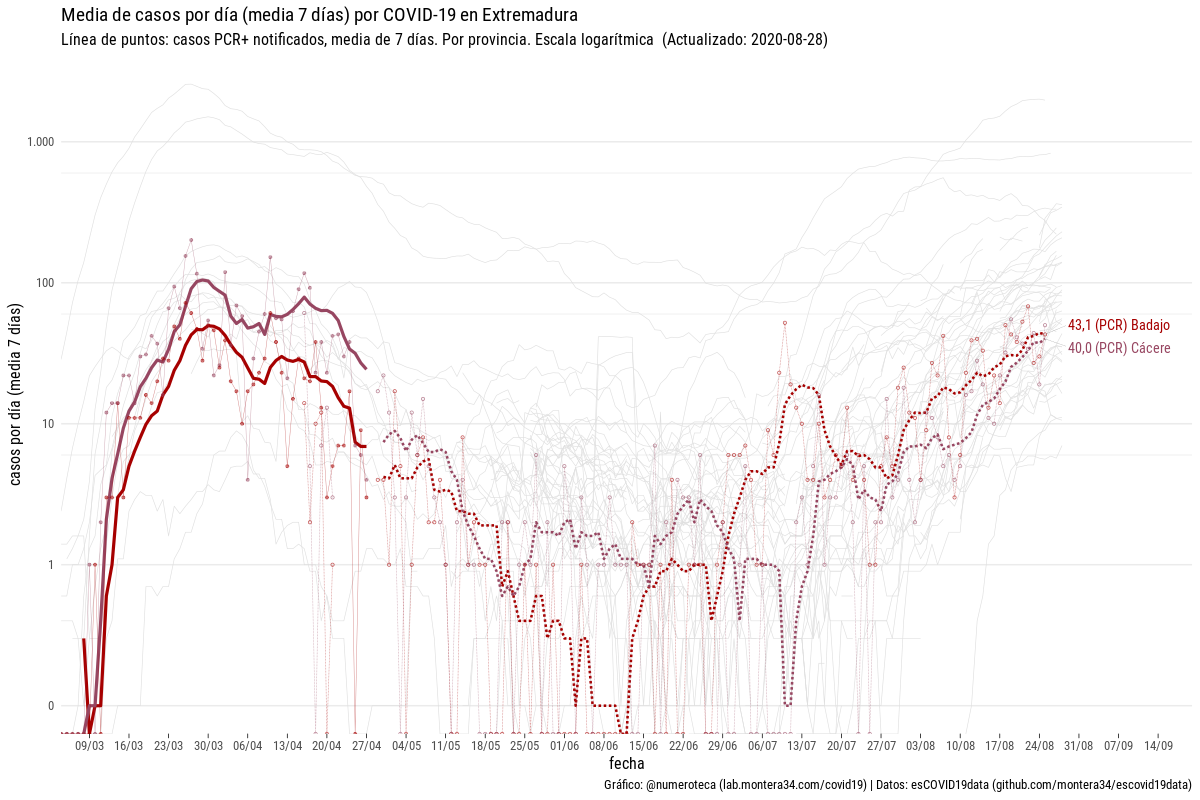 Media de casos por día (media 7 días) por COVID-19 en Extremadura
Línea de puntos: casos PCR+ notificados, media de 7 días. Por provincia. Escala logarítmica (Actualizado: 2020-08-28)
casos por día (media 7 días)
1.000
100
10
1
0
43,1 (PCR) Badajo
40,0 (PCR) Cácere
09/03 16/03 23/03 30/03 06/04 13/04 20/04 27/04 04/05 11/05 18/05 25/05 01/06 08/06 15/06 22/06 29/06 06/07 13/07 20/07 27/07 03/08 10/08 17/08 24/08 31/08 07/09 14/09
fecha
Gráfico: @numeroteca (lab.montera34.com/covid19) | Datos: esCOVID19data (github.com/montera34/escovid19data)